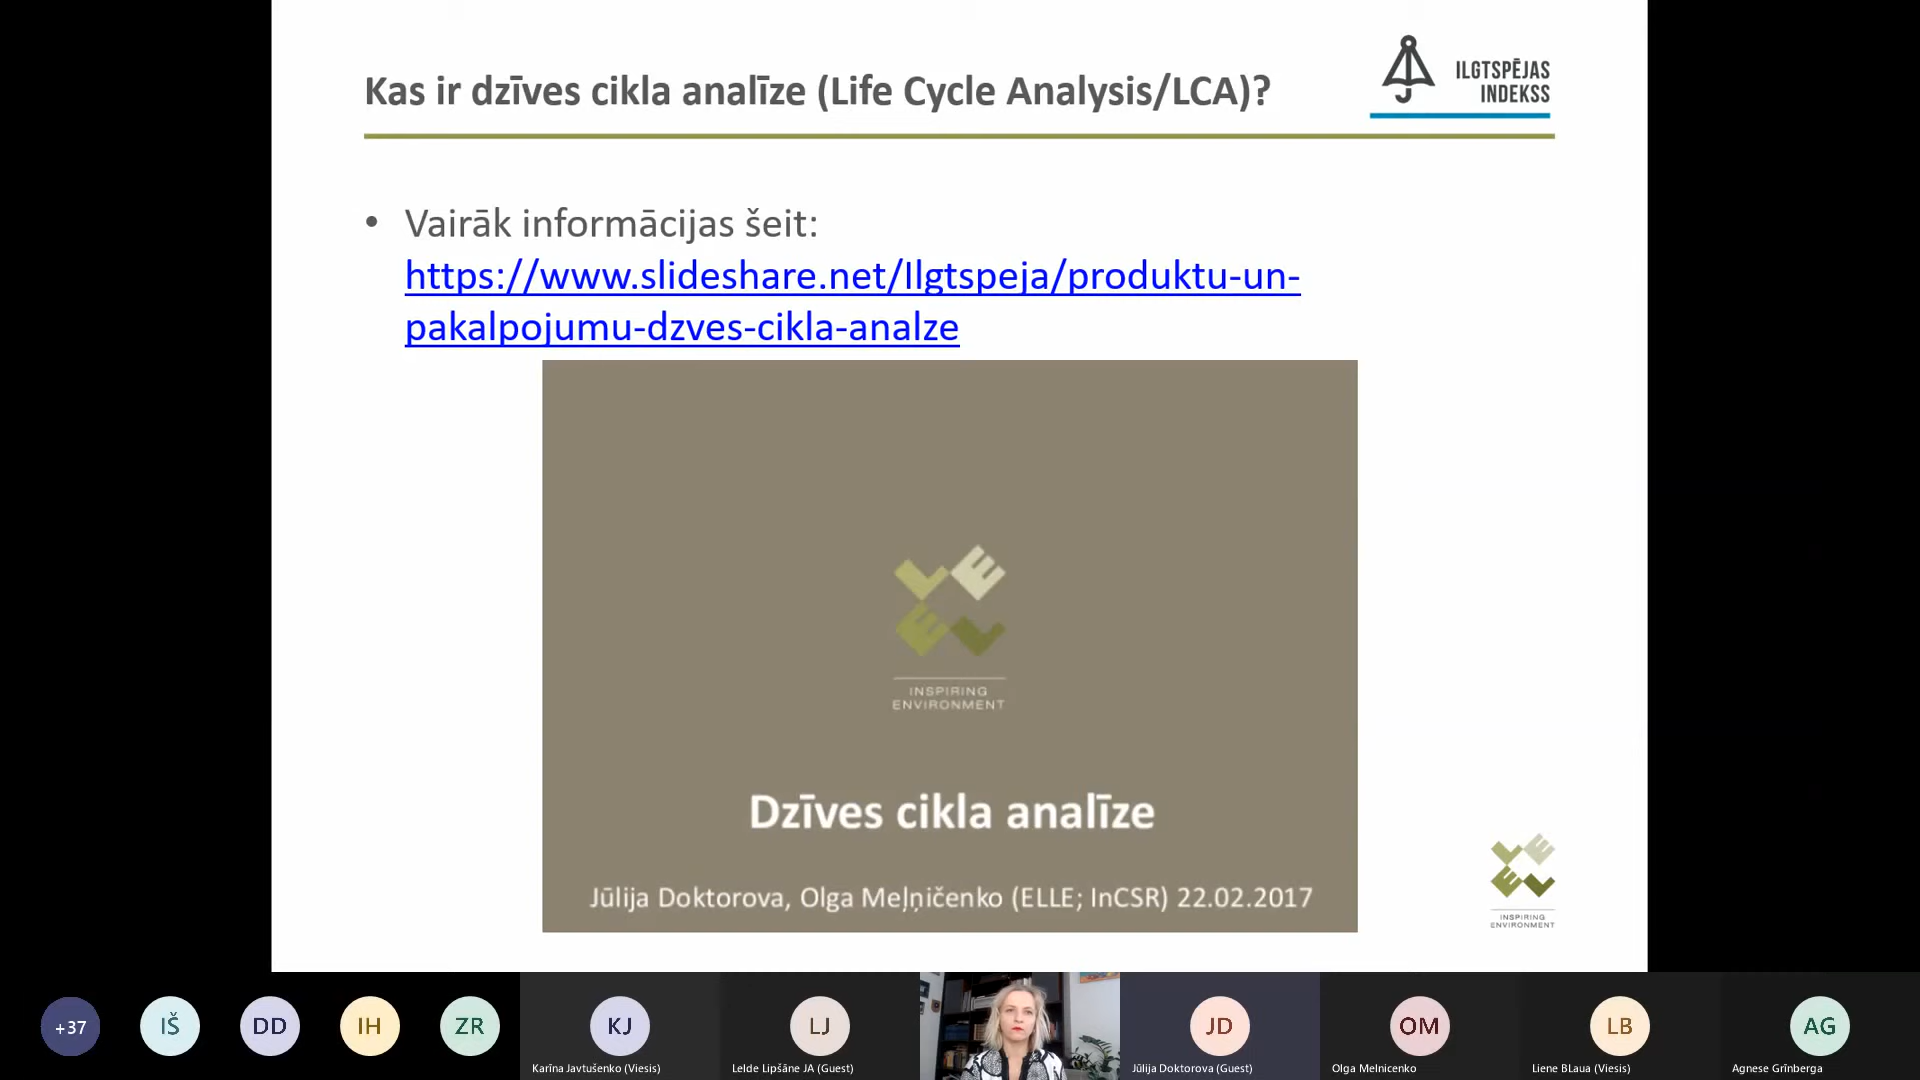 Kas ir dzīves cikla analīze (Life Cycle Analysis/LCA)?
ILGTSPĒJAS
INDEKSS
• Vairāk informācijas šeit:
https://www.slideshare.net/Ilgtspeja/produktu-un-
pakalpojumu-dzves-cikla-analze
INSPIRING
ENVIRONMENT
Dzīves cikla analīze
Jūlija Doktorova, Olga Meļņičenko (ELLE; InCSR) 22.02.2017
INSPIRING
ENVIRONMENT
+37
IŠ
DD
IH
ZR
KJ
LJ
JD
OM
LB
AG
Karīna Javtušenko (Viesis)
Lelde Lipšāne JA (Guest)
Jūlija Doktorova (Guest)
Olga Melnicenko
Liene BLaua (Viesis)
Agnese Grīnberga